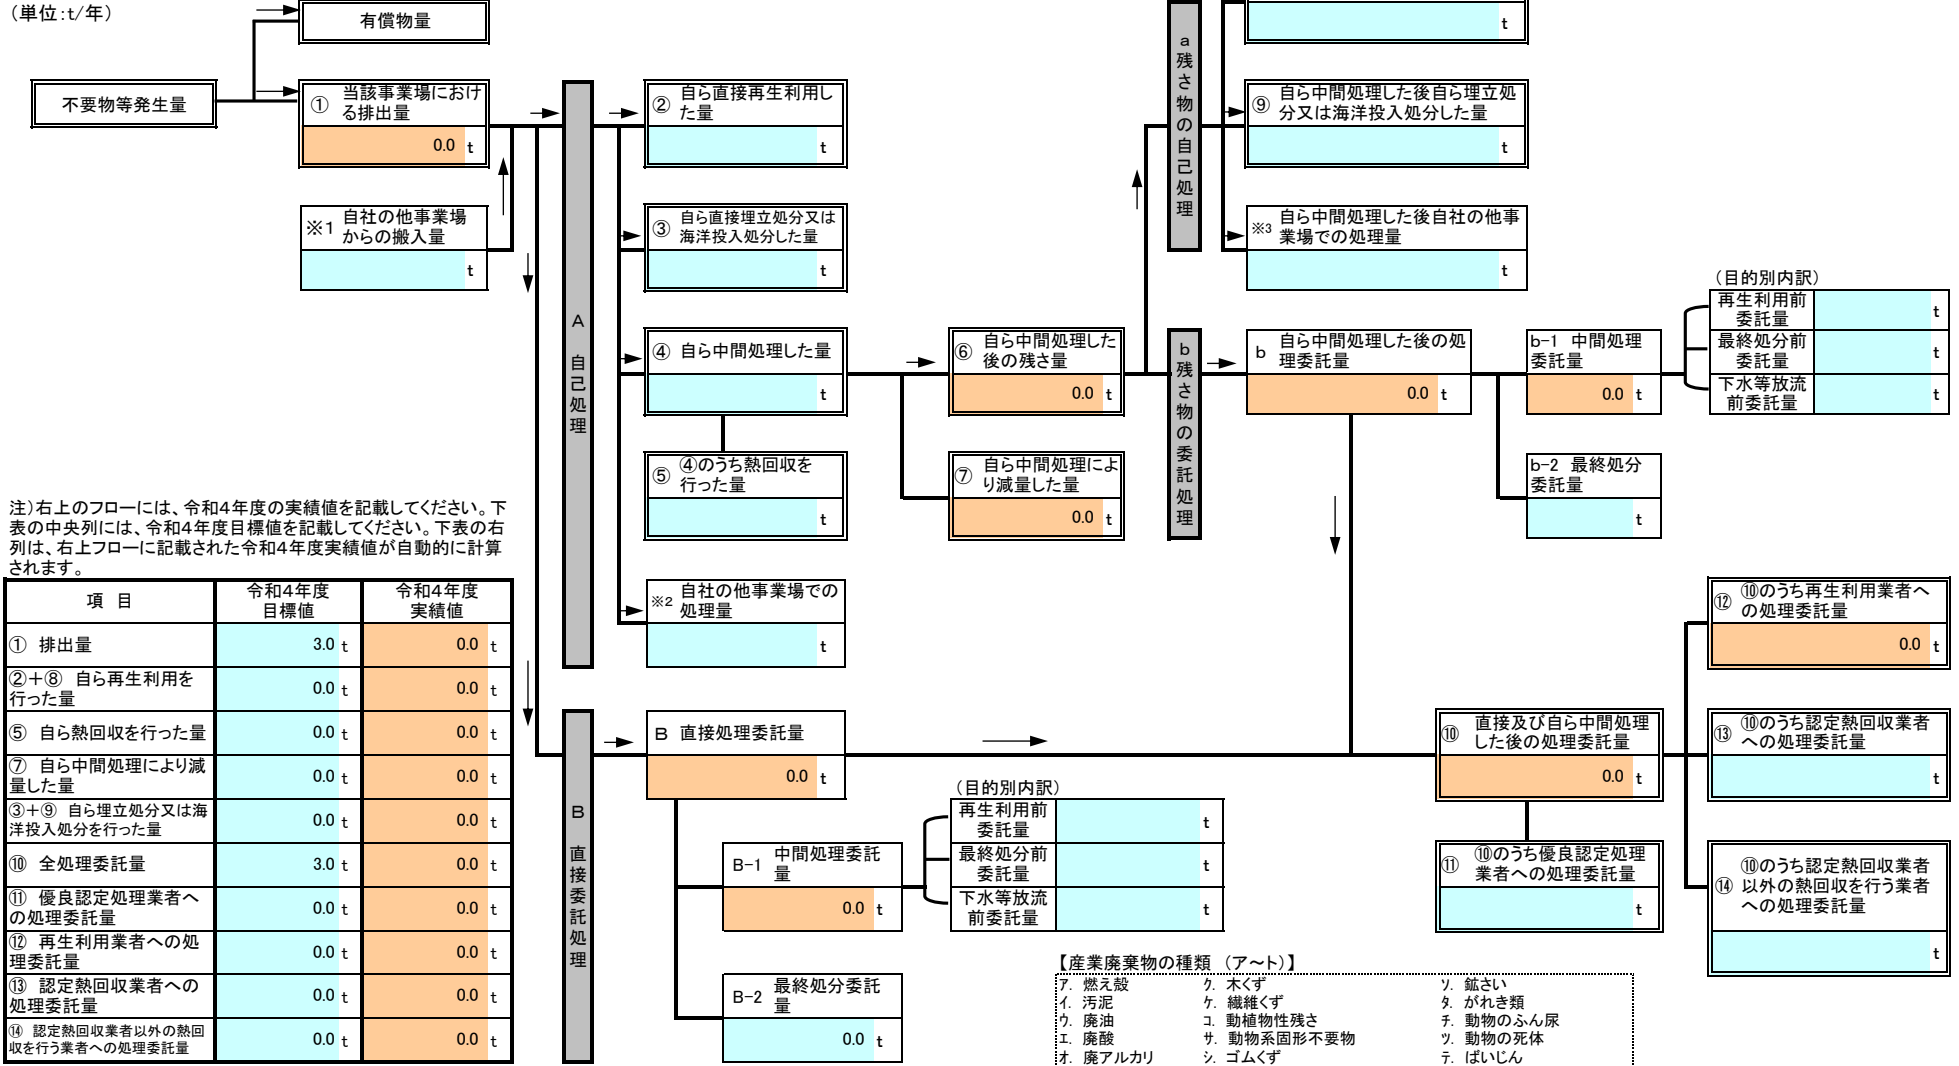 （単位：t/年）
有償物量
t
不要物等発生量
① 当該事業場におけ
る排出量
0.0 t
※1 自社の他事業場
からの搬入量
t
A 自己処理
② 自ら直接再生利用し
た量
t
③ 自ら直接埋立処分又は
海洋投入処分した量
t
④ 自ら中間処理した量
t
⑤ ④のうち熱回収を
行った量
t
※2 自社の他事業場での
処理量
t
⑥ 自ら中間処理した
後の残さ量
0.0 t
⑦ 自ら中間処理によ
り減量した量
0.0 t
a 残さ物の自己処理
⑨ 自ら中間処理した後自ら埋立処
分又は海洋投入処分した量
t
※3 自ら中間処理した後自社の他事
業場での処理量
t
b 残さ物の委託処理
b 自ら中間処理した後の処
理委託量
0.0 t
b-1 中間処理
委託量
0.0 t
b-2 最終処分
委託量
t
（目的別内訳）
再生利用前
委託量
t
最終処分前
委託量
t
下水等放流
前委託量
t
注）右上のフローには、令和4年度の実績値を記載してください。下
表の中央列には、令和4年度目標値を記載してください。下表の右
列は、右上フローに記載された令和4年度実績値が自動的に計算
されます。
項 目
令和4年度
目標値
令和4年度
実績値
① 排出量 3.0 t 0.0 t
②＋⑧ 自ら再生利用を
行った量 0.0 t 0.0 t
⑤ 自ら熱回収を行った量 0.0 t 0.0 t
⑦ 自ら中間処理により減
量した量 0.0 t 0.0 t
③＋⑨ 自ら埋立処分又は海
洋投入処分を行った量 0.0 t 0.0 t
⑩ 全処理委託量 3.0 t 0.0 t
⑪ 優良認定処理業者へ
の処理委託量 0.0 t 0.0 t
⑫ 再生利用業者への処
理委託量 0.0 t 0.0 t
⑬ 認定熱回収業者への
処理委託量 0.0 t 0.0 t
⑭ 認定熱回収業者以外の熱回
収を行う業者への処理委託量 0.0 t 0.0 t
B 直接委託処理
B 直接処理委託量
0.0 t
B-1 中間処理委託
量
0.0 t
B-2 最終処分委託
量
0.0 t
（目的別内訳）
再生利用前
委託量
t
最終処分前
委託量
t
下水等放流
前委託量
t
⑩ 直接及び自ら中間処理
した後の処理委託量
0.0 t
⑪ ⑩のうち優良認定処理
業者への処理委託量
t
⑫ ⑩のうち再生利用業者へ
の処理委託量
0.0 t
⑬ ⑩のうち認定熱回収業者
への処理委託量
t
⑭ ⑩のうち認定熱回収業者
以外の熱回収を行う業者
への処理委託量
t
【産業廃棄物の種類 （ア～ト）】
ア. 燃え殻 ク. 木くず ソ. 鉱さい
イ. 汚泥 ケ. 繊維くず タ. がれき類
ウ. 廃油 コ. 動植物性残さ チ. 動物のふん尿
エ. 廃酸 サ. 動物系固形不要物 ツ. 動物の死体
オ. 廃アルカリ シ. ゴムくず テ. ばいじん